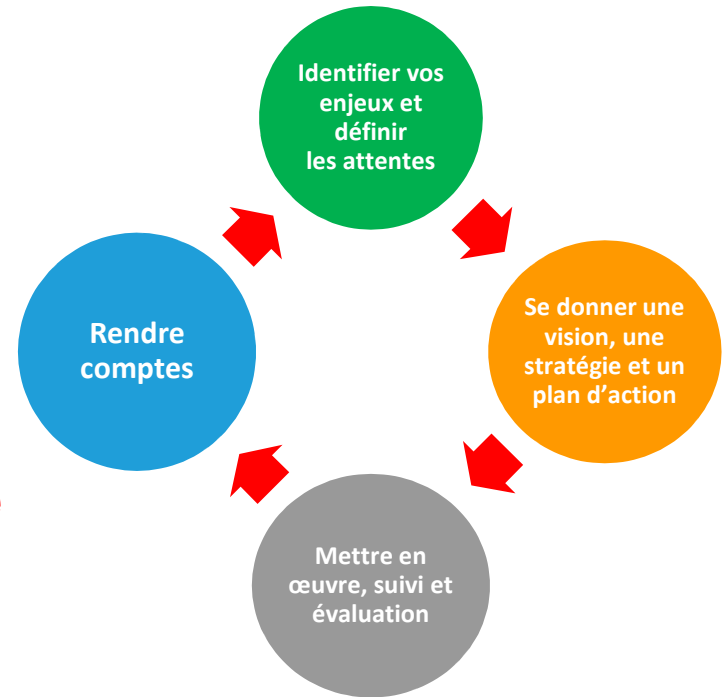 Identifier vos
enjeux et
définir
les attentes
Se donner une
vision, une
stratégie et un
plan d’action
Mettre en
œuvre, suivi et
évaluation
Rendre
comptes